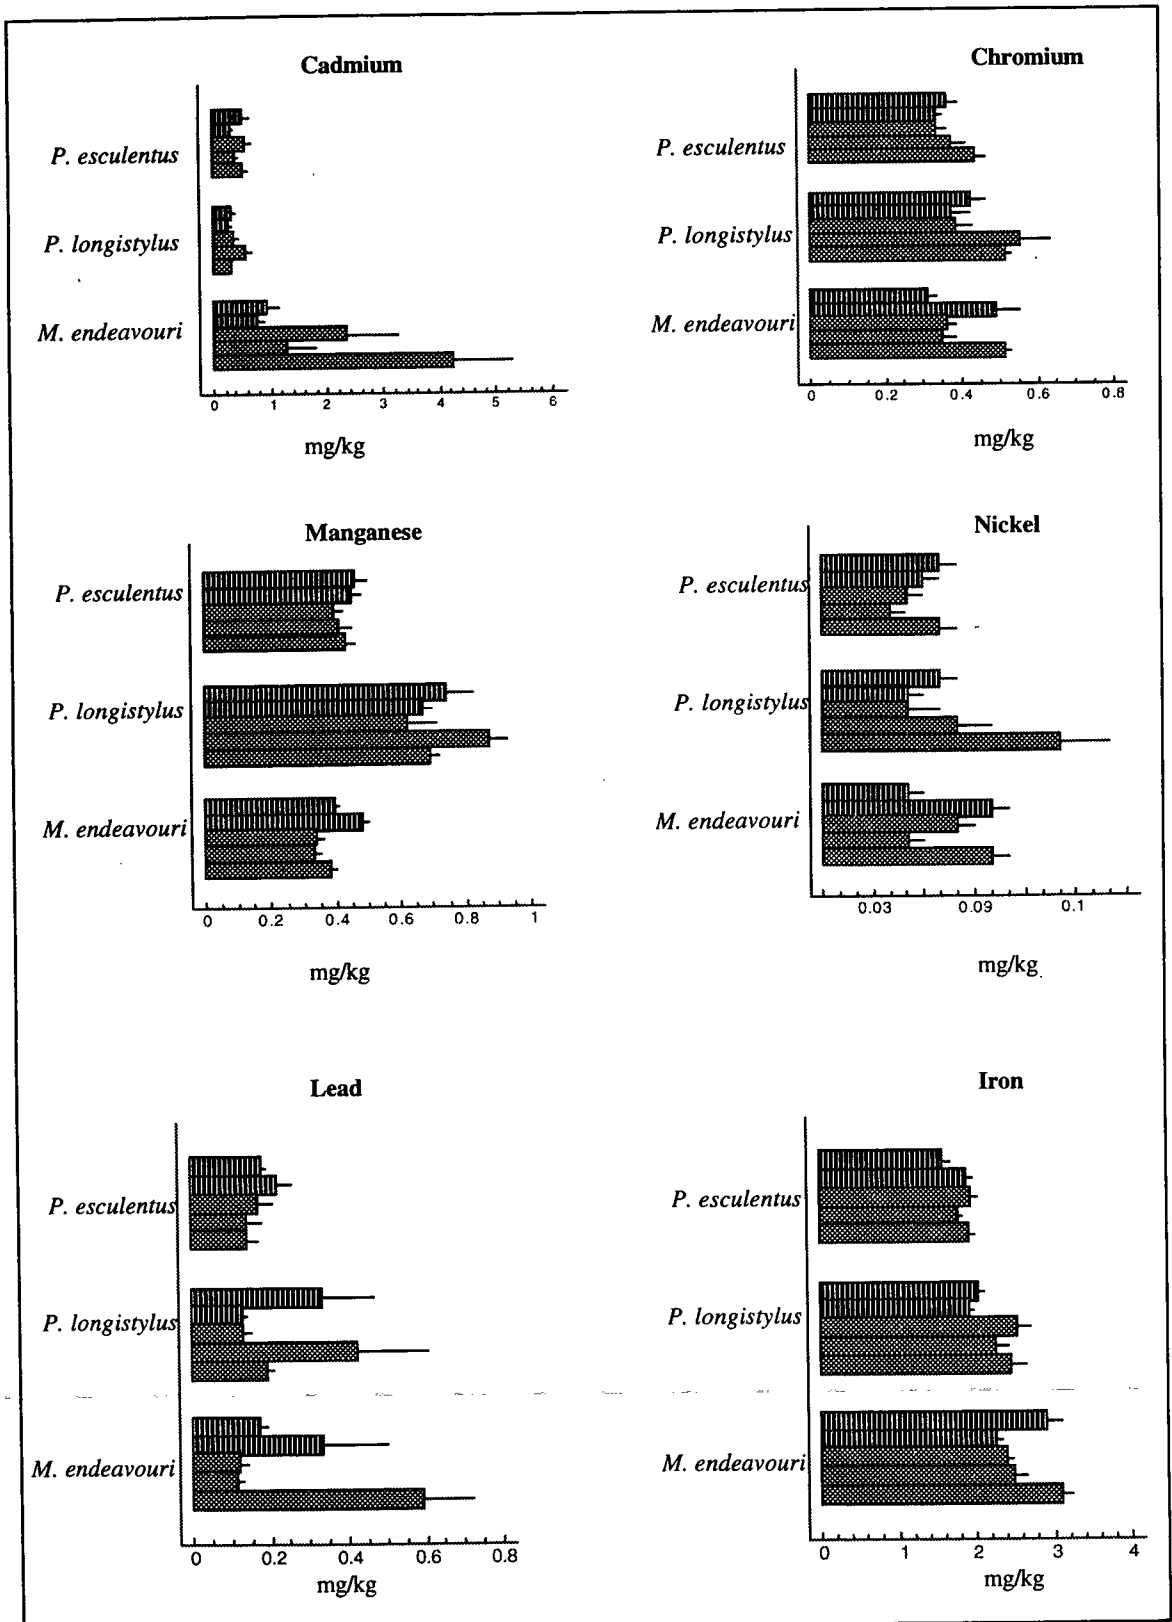 Cadmium
P. esculentus
P. longistylus
M. endeavouri
0 1 2 3 4 5 6
mg/kg
Chromium
P. esculentus
P. longistylus
M. endeavouri
0 0.2 0.4 0.6 0.8
mg/kg
Manganese
P. esculentus
P. longistylus
M. endeavouri
0 0.2 0.4 0.6 0.8 1
mg/kg
Nickel
P. esculentus
P. longistylus
M. endeavouri
0.03 0.09 0.1
mg/kg
Lead
P. esculentus
P. longistylus
M. endeavouri
0 0.2 0.4 0.6 0.8
mg/kg
Iron
P. esculentus
P. longistylus
M. endeavouri
0 1 2 3 4
mg/kg